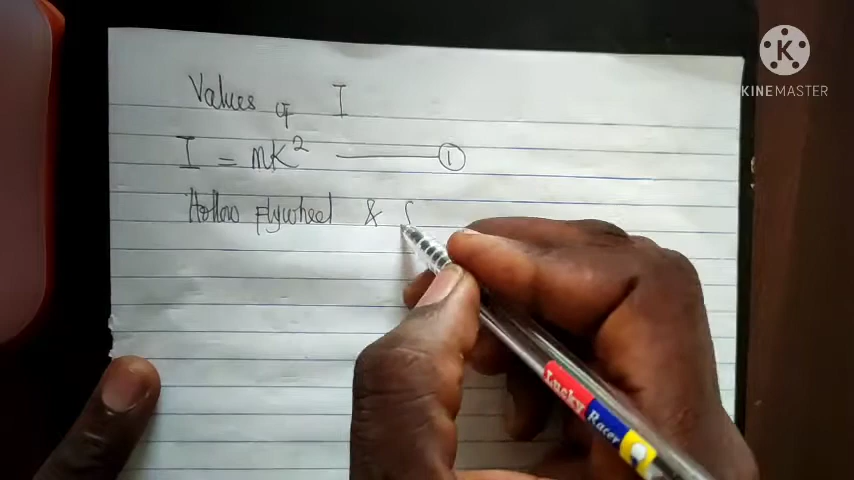 Values of I
I = mK² ——— ①
Hollow flywheel &
K
KINEMASTER
Lucky Racer